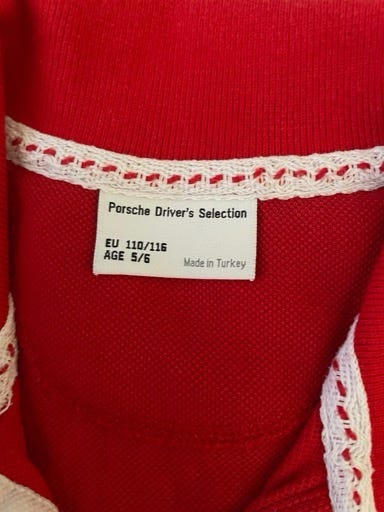 Porsche Driver's Selection
EU 110/116
AGE 5/6
Made in Turkey